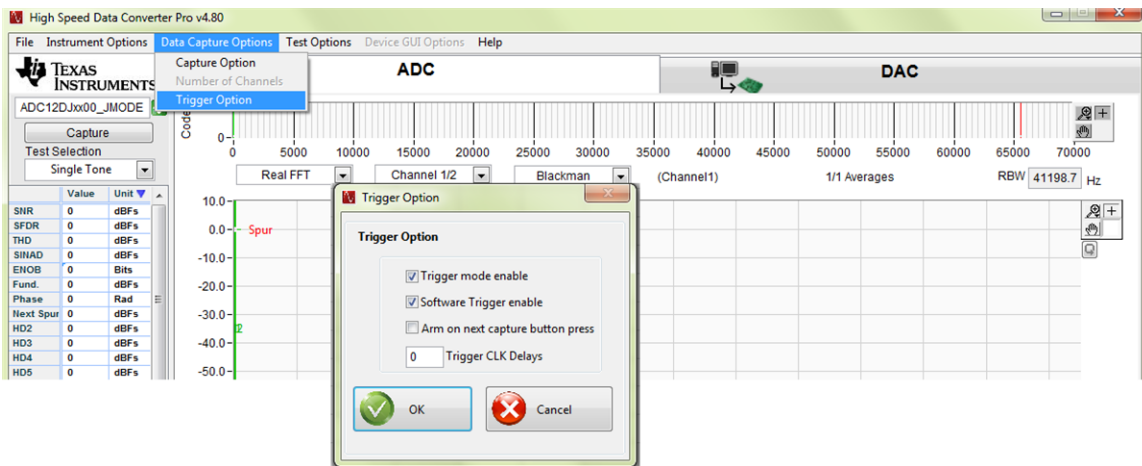 High Speed Data Converter Pro v4.80
File Instrument Options Data Capture Options Test Options Device GUI Options Help
Capture Option
Number of Channels
Trigger Option
TEXAS
INSTRUMENTS
ADC
DAC
ADC12DJxx00_JMODE
Capture
Test Selection
Single Tone
Value Unit
SNR 0 dBFs
SFDR 0 dBFs
THD 0 dBFs
SINAD 0 dBFs
ENOB 0 Bits
Fund. 0 dBFs
Phase 0 Rad
Next Spur 0 dBFs
HD2 0 dBFs
HD3 0 dBFs
HD4 0 dBFs
HD5 0 dBFs
0
0 5000 10000 15000 20000 25000 30000 35000 40000 45000 50000 55000 60000 65000 70000
Real FFT Channel 1/2 Blackman (Channel1) 1/1 Averages RBW 41198.7 Hz
10.0
0.0 Spur
-10.0
-20.0
-30.0
-40.0
-50.0
Trigger Option
Trigger Option
Trigger mode enable
Software Trigger enable
Arm on next capture button press
0 Trigger CLK Delays
OK Cancel